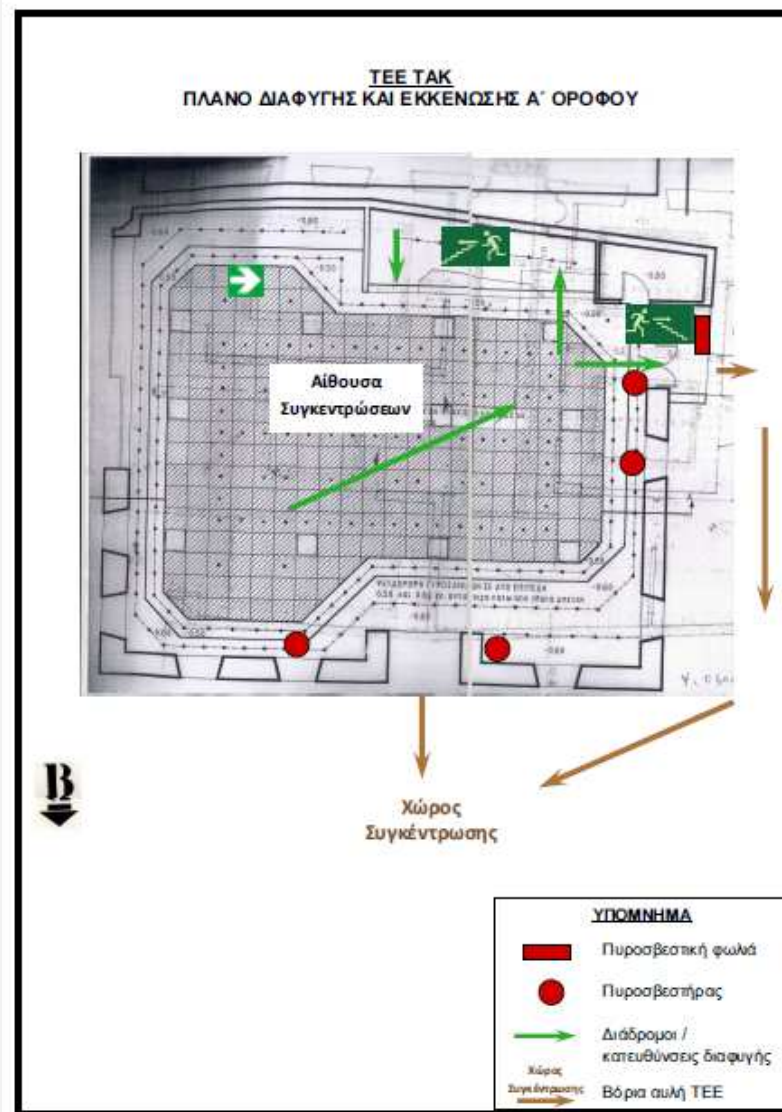 ΤΕΕ ΤΑΚ
ΠΛΑΝΟ ΔΙΑΦΥΓΗΣ ΚΑΙ ΕΚΚΕΝΩΣΗΣ Α΄ ΟΡΟΦΟΥ
Αίθουσα
Συγκεντρώσεων
Β
Χώρος
Συγκέντρωσης
ΥΠΟΜΝΗΜΑ
Πυροσβεστική φωλιά
Πυροσβεστήρας
Διάδρομοι /
κατευθύνσεις διαφυγής
Χώρος
Συγκέντρωσης
Βόρια αυλή ΤΕΕ